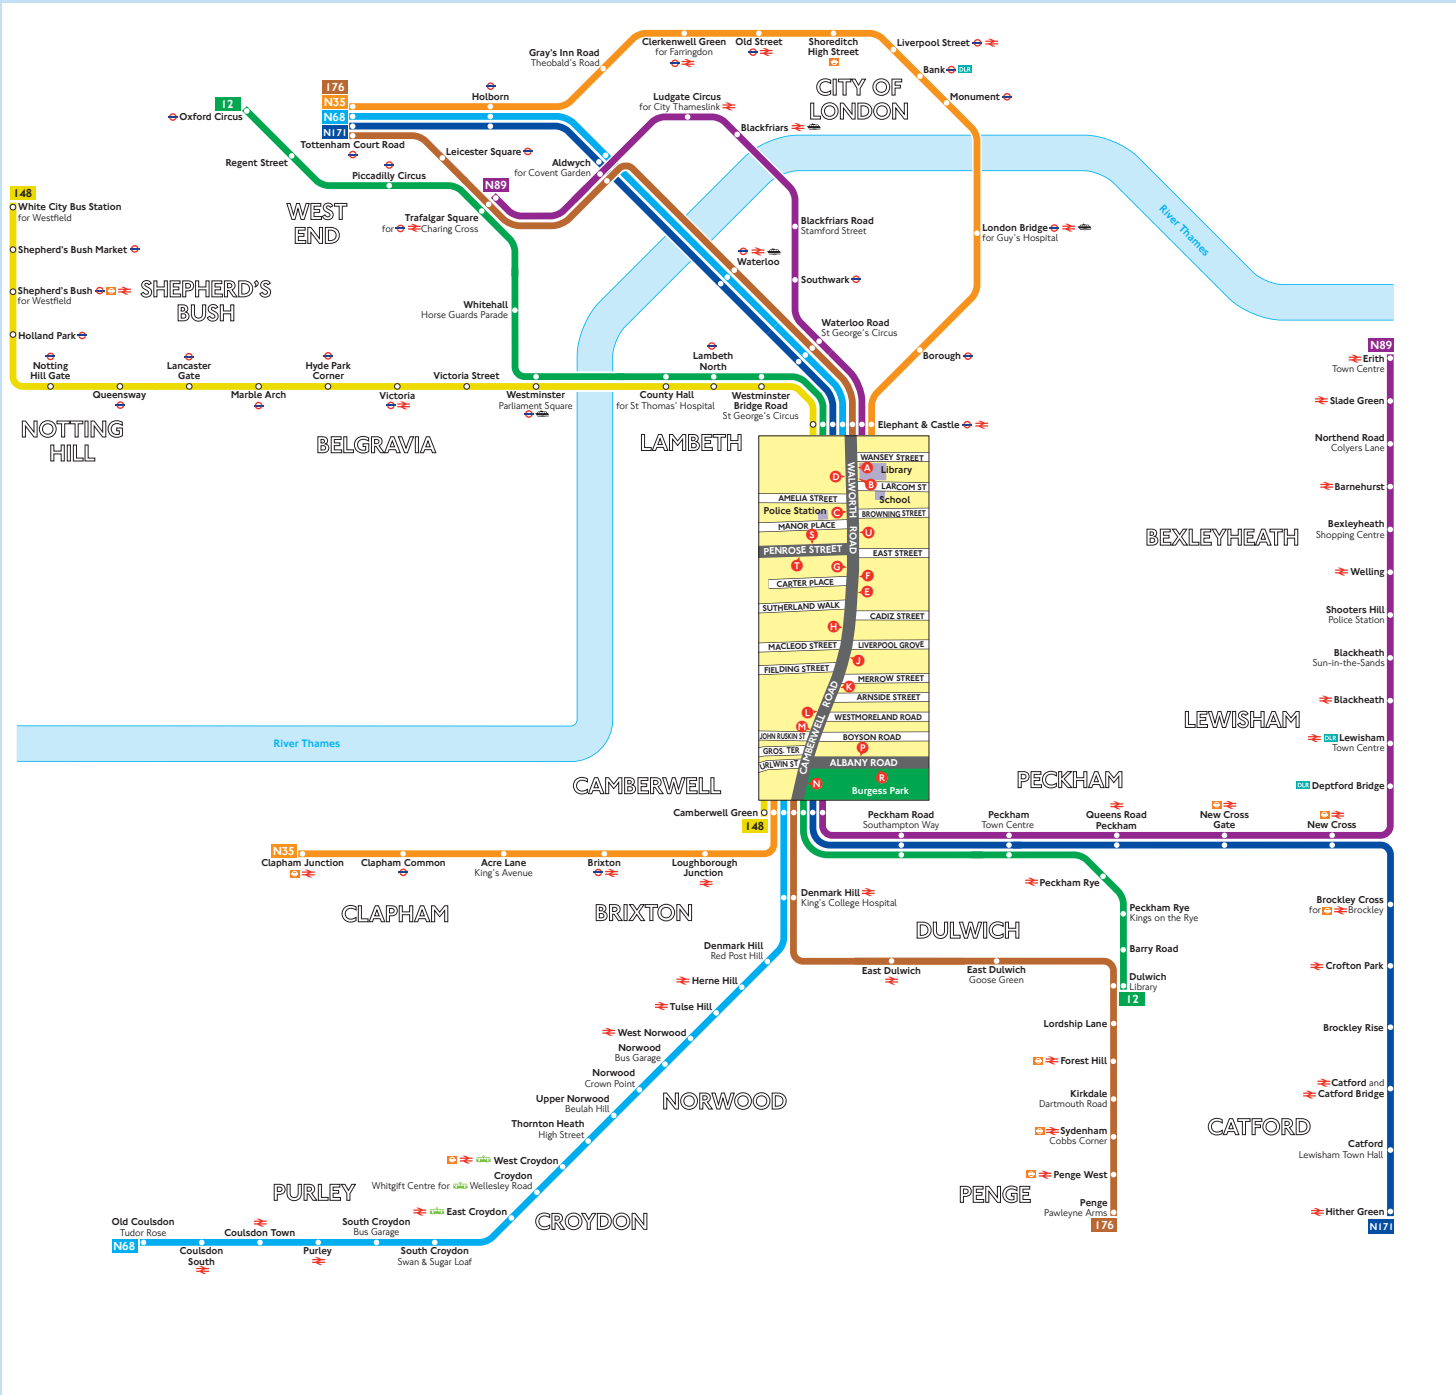 Gray's Inn Road
Theobald's Road
Clerkenwell Green
for Farringdon
Old Street
Shoreditch
High Street
Liverpool Street
Bank
DLR
Monument
CITY OF
LONDON
176
N35
N68
N171
Tottenham Court Road
Holborn
12
Oxford Circus
Regent Street
Piccadilly Circus
Leicester Square
Ludgate Circus
for City Thameslink
Blackfriars
Aldwych
for Covent Garden
N89
Trafalgar Square
for Charing Cross
WEST
END
148
White City Bus Station
for Westfield
Shepherd's Bush Market
Shepherd's Bush
for Westfield
SHEPHERD'S
BUSH
Holland Park
Notting
Hill Gate
Queensway
Lancaster
Gate
Marble Arch
Hyde Park
Corner
Victoria
Victoria Street
Westminster
Parliament Square
Whitehall
Horse Guards Parade
County Hall
for St Thomas' Hospital
Lambeth
North
Westminster
Bridge Road
St George's Circus
Waterloo
Blackfriars Road
Stamford Street
Southwark
Waterloo Road
St George's Circus
London Bridge
for Guy's Hospital
Borough
Elephant & Castle
River Thames
NOTTING
HILL
BELGRAVIA
LAMBETH
WANSEY STREET
A
Library
D
B
LARCOM ST
School
AMELIA STREET
Police Station
C
BROWNING STREET
MANOR PLACE
S
U
WALWORTH ROAD
PENROSE STREET
EAST STREET
T
G
F
CARTER PLACE
E
SUTHERLAND WALK
CADIZ STREET
H
MACLEOD STREET
LIVERPOOL GROVE
J
FIELDING STREET
MERROW STREET
K
ARNSIDE STREET
L
WESTMORELAND ROAD
M
JOHN RUSKIN ST
BOYSON ROAD
GROS. TER
P
CAMBERWELL ROAD
URLWIN ST
ALBANY ROAD
N
R
Burgess Park
River Thames
CAMBERWELL
Camberwell Green
148
N89
Erith
Town Centre
Slade Green
Northend Road
Colyers Lane
Barnehurst
Bexleyheath
Shopping Centre
BEXLEYHEATH
Welling
Shooters Hill
Police Station
Blackheath
Sun-in-the-Sands
Blackheath
LEWISHAM
DLR
Lewisham
Town Centre
DLR
Deptford Bridge
PECKHAM
Peckham Road
Southampton Way
Peckham
Town Centre
Queens Road
Peckham
New Cross
Gate
New Cross
N35
Clapham Junction
Clapham Common
Acre Lane
King's Avenue
Brixton
Loughborough
Junction
CLAPHAM
BRIXTON
Denmark Hill
King's College Hospital
DULWICH
East Dulwich
East Dulwich
Goose Green
Peckham Rye
Peckham Rye
Kings on the Rye
Barry Road
Dulwich
Library
12
Lordship Lane
Forest Hill
Kirkdale
Dartmouth Road
Sydenham
Cobbs Corner
Penge West
PENGE
Penge
Pawleyne Arms
176
Brockley Cross
for Brockley
Crofton Park
Brockley Rise
Catford and
Catford Bridge
CATFORD
Catford
Lewisham Town Hall
Hither Green
N171
Denmark Hill
Red Post Hill
Herne Hill
Tulse Hill
West Norwood
Norwood
Bus Garage
Norwood
Crown Point
NORWOOD
Upper Norwood
Beulah Hill
Thornton Heath
High Street
West Croydon
Croydon
Whitgift Centre for Wellesley Road
East Croydon
CROYDON
PURLEY
Old Coulsdon
Tudor Rose
N68
Coulsdon
South
Coulsdon Town
Purley
South Croydon
Bus Garage
South Croydon
Swan & Sugar Loaf